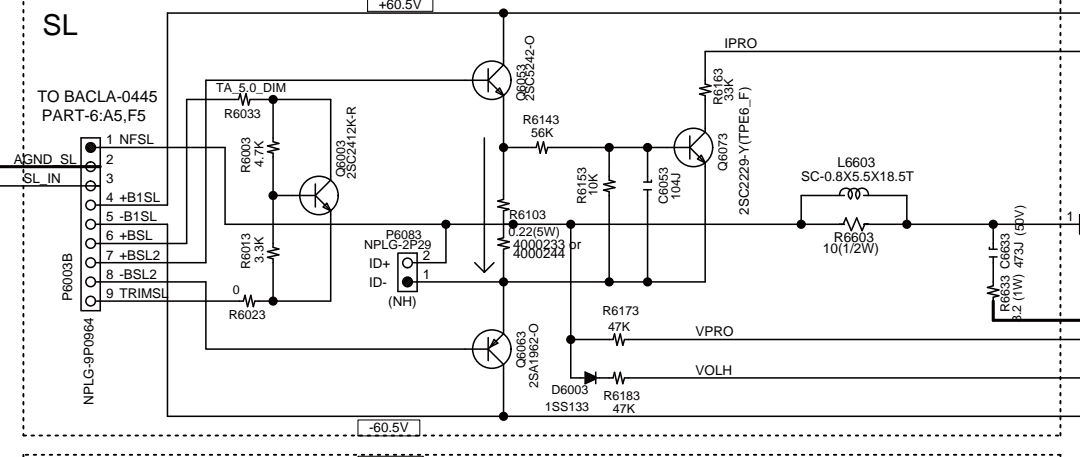 +60.5V
SL
IPRO
TO BACLA-0445
PART-6:A5,F5
TA_5.0_DIM
R6033
Q6053
2SC5242-O
R6163
33K
1 NFSL
AGND_SL 2
SL_IN 3
4 +B1SL
5 -B1SL
6 +BSL
7 +BSL2
8 -BSL2
9 TRIMSL
P6003B
NPLG-9P0964
R6003
4.7K
Q6003
2SC2412K-R
R6013
3.3K
0
R6023
R6143
56K
R6153
10K
C6053
104J
Q6073
2SC2229-Y(TPE6_F)
L6603
SC-0.8X5.5X18.5T
R6603
10(1/2W)
1
R6103
0.22(5W)
4000233 or
4000244
P6083
NPLG-2P29
ID+ 2
ID- 1
(NH)
C6633
473J (50V)
R6633
8.2 (1W)
Q6063
2SA1962-O
R6173
47K
VPRO
D6003
1SS133
R6183
47K
VOLH
-60.5V